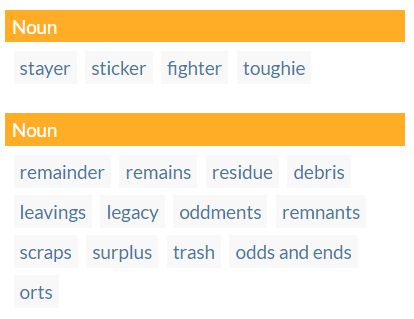 Noun
stayer sticker fighter toughie
Noun
remainder remains residue debris
leavings legacy oddments remnants
scraps surplus trash odds and ends
orts